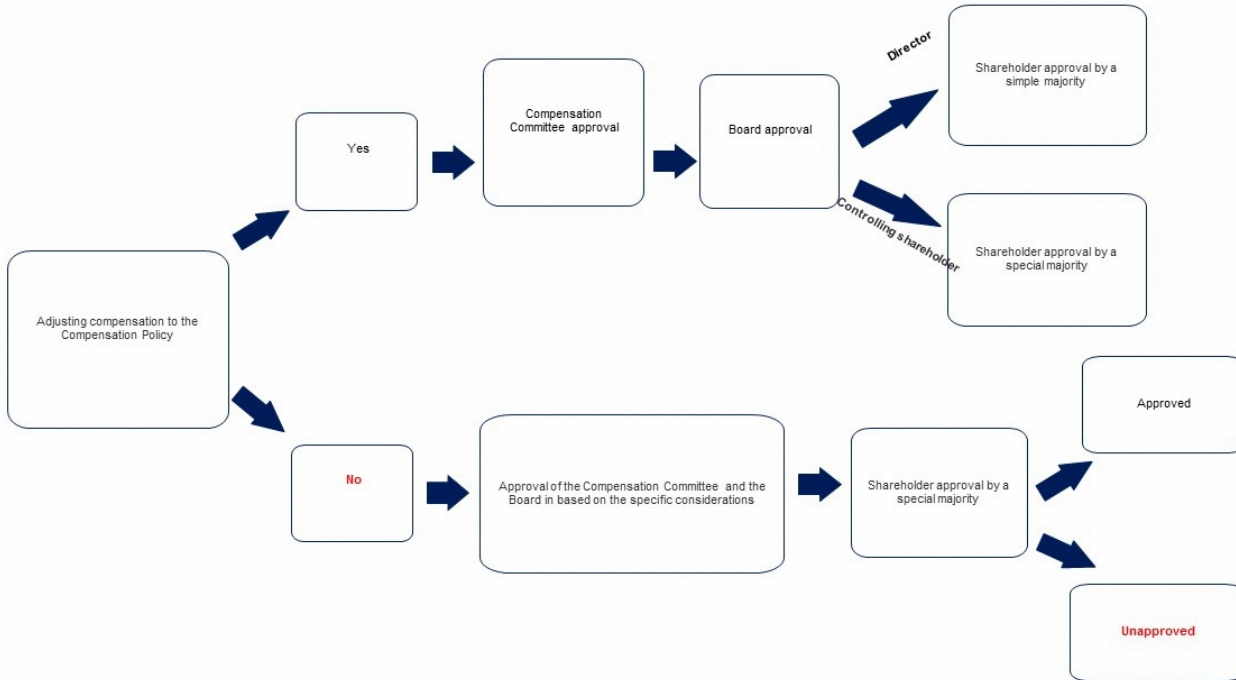 Director
Shareholder approval by a
simple majority
Compensation
Committee approval
Board approval
Yes
Controlling shareholder
Shareholder approval by a
special majority
Adjusting compensation to the
Compensation Policy
Approved
No
Approval of the Compensation Committee and the
Board in based on the specific considerations
Shareholder approval by a
special majority
Unapproved